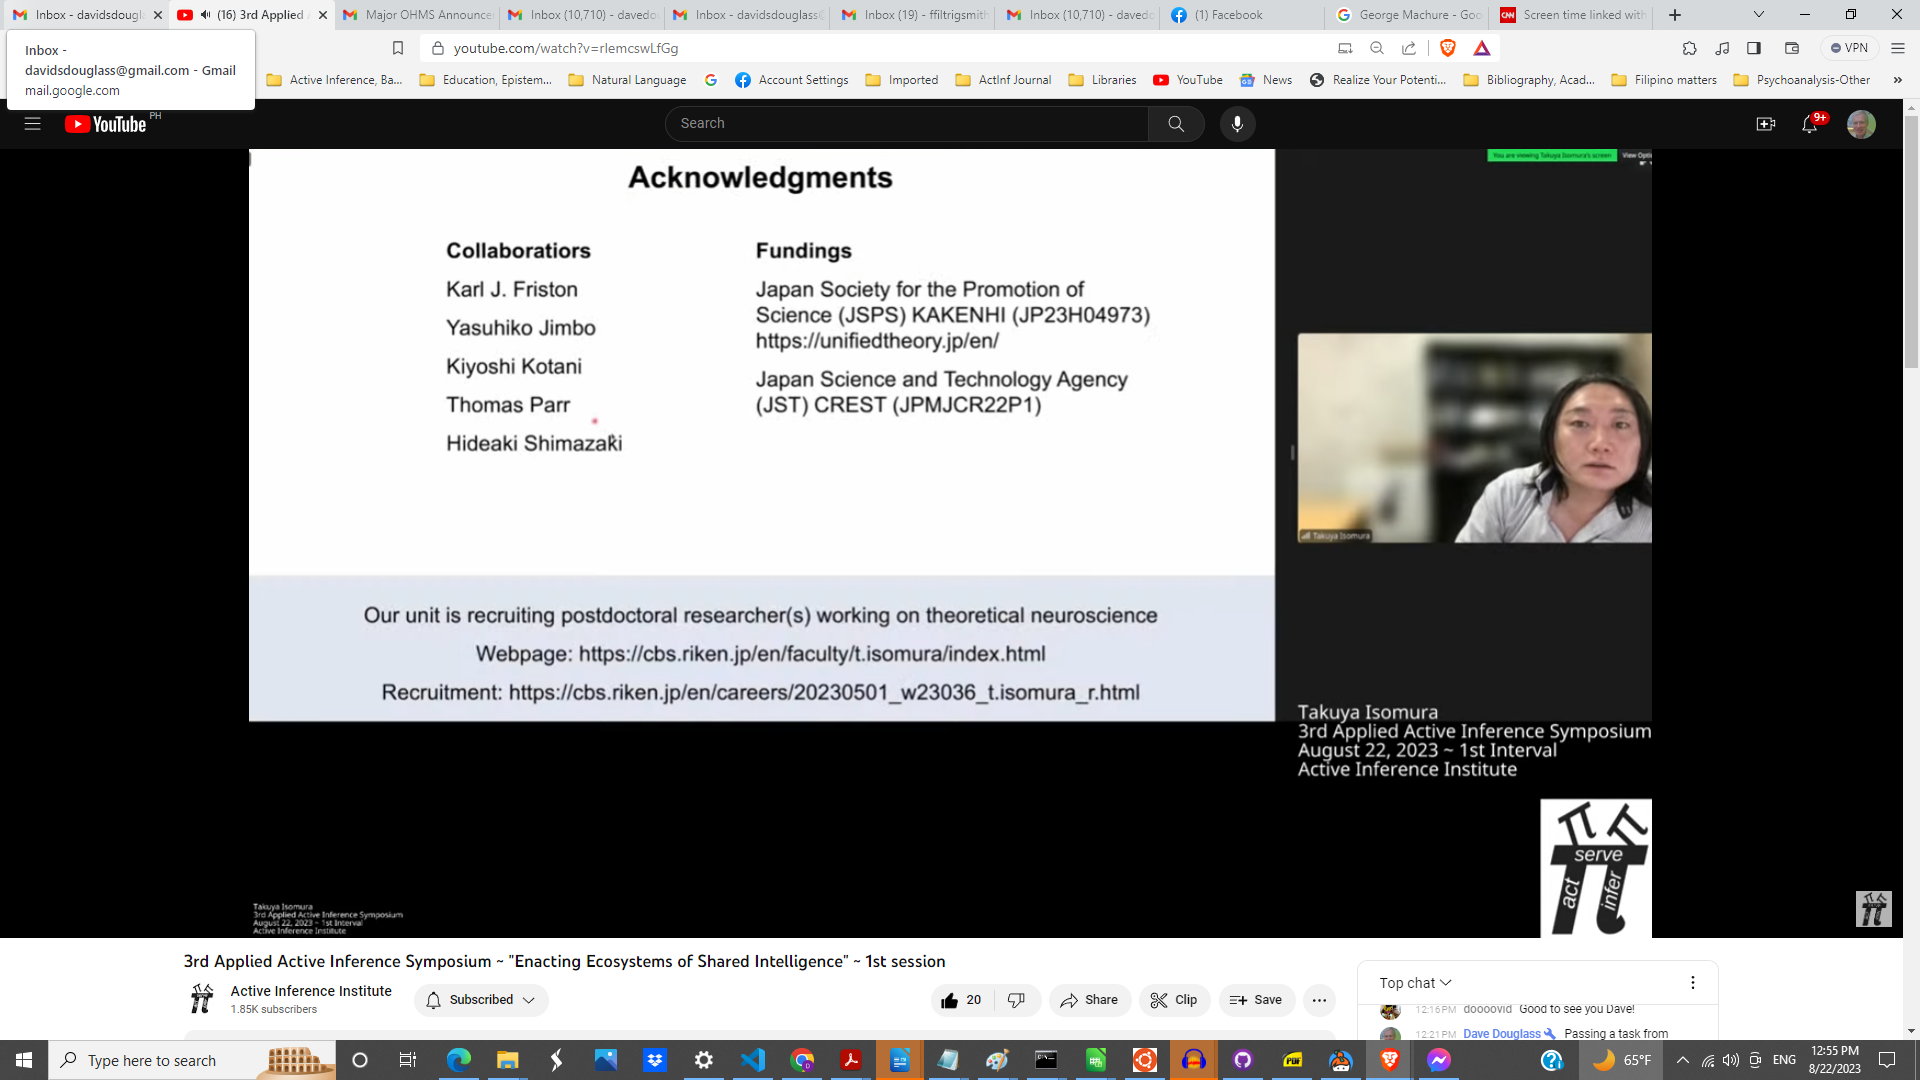 Inbox - davidsdougla
(16) 3rd Applied
Major OHMS Announce
Inbox (10,710) - davedo
Inbox - davidsdouglass@
Inbox (19) - ffiltrigsmith
Inbox (10,710) - davedo
(1) Facebook
George Machure - Goo
Screen time linked with
Inbox -
davidsdouglass@gmail.com - Gmail
mail.google.com
youtube.com/watch?v=rIemcswLfGg
VPN
Active Inference, Ba...
Education, Epistem...
Natural Language
Account Settings
Imported
ActInf Journal
Libraries
YouTube
News
Realize Your Potenti...
Bibliography, Acad...
Filipino matters
Psychoanalysis-Other
YouTube PH
Search
9+
Acknowledgments
Collaboratiors
Karl J. Friston
Yasuhiko Jimbo
Kiyoshi Kotani
Thomas Parr
Hideaki Shimazaki
Fundings
Japan Society for the Promotion of
Science (JSPS) KAKENHI (JP23H04973)
https://unifiedtheory.jp/en/
Japan Science and Technology Agency
(JST) CREST (JPMJCR22P1)
Our unit is recruiting postdoctoral researcher(s) working on theoretical neuroscience
Webpage: https://cbs.riken.jp/en/faculty/t.isomura/index.html
Recruitment: https://cbs.riken.jp/en/careers/20230501_w23036_t.isomura_r.html
You are viewing Takuya Isomura's screen
View Opti
Takuya Isomura
Takuya Isomura
3rd Applied Active Inference Symposium
August 22, 2023 ~ 1st Interval
Active Inference Institute
serve
act
infer
Takuya Isomura
3rd Applied Active Inference Symposium
August 22, 2023 ~ 1st Interval
Active Inference Institute
3rd Applied Active Inference Symposium ~ "Enacting Ecosystems of Shared Intelligence" ~ 1st session
Active Inference Institute
1.85K subscribers
Subscribed
20
Share
Clip
Save
Top chat
12:16 PM doooovid Good to see you Dave!
12:21 PM Dave Douglass Passing a task from
Type here to search
65°F
ENG
12:55 PM
8/22/2023